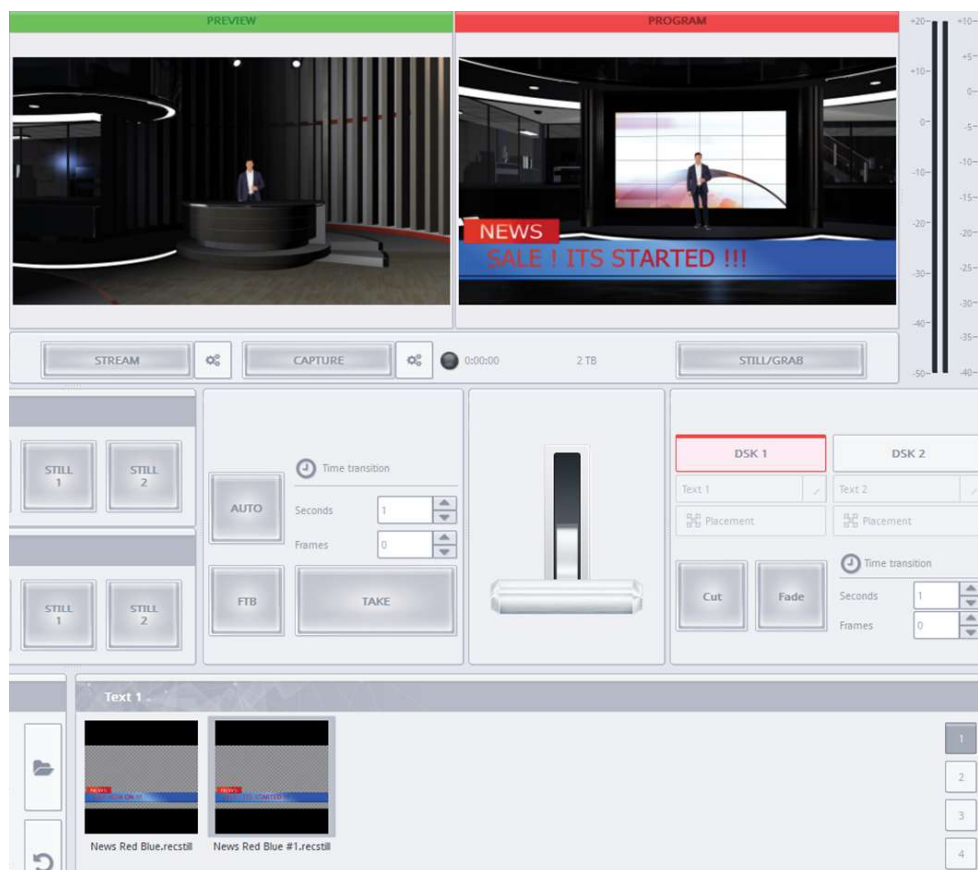 PREVIEW
PROGRAM
NEWS
SALE ! ITS STARTED !!!
+20
+10
0
-10
-20
-30
-40
-50
+10
+5
0
-5
-10
-15
-20
-25
-30
-35
-40
STREAM
CAPTURE
0:00:00
2 TB
STILL/GRAB
STILL 
1
STILL
2
AUTO
Time transition
Seconds
1
Frames
0
FTB
TAKE
STILL
1
STILL
2
DSK 1
DSK 2
Text 1
Text 2
Placement
Placement
Cut
Fade
Time transition
Seconds
1
Frames
0
Text 1
NEWS
NEWS
STARTED
News Red Blue.recstill
News Red Blue #1.recstill
1
2
3
4